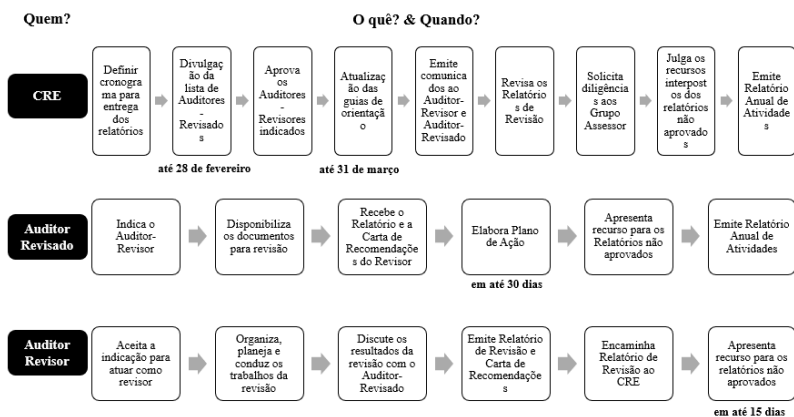 Quem?
O quê? & Quando?
CRE
Definir
cronogra
ma para
entrega
dos
relatórios
Divulgaç
ão da
lista de
Auditores
-
Revisados
Aprova
os
Auditores
-
Revisores
indicados
Atualizaç
ão das
guias de
orientaçã
o
Emite
comunica
dos ao
Auditor-
Revisor e
Auditor-
Revisado
Revisa os
Relatório
s de
Revisão
Solicita
diligência
s aos
Grupo
Assessor
Julga os
recursos
interpost
os dos
relatórios
não
aprovado
s
Emite
Relatório
Anual de
Atividade
s
até 28 de fevereiro
até 31 de março
Auditor
Revisado
Indica o
Auditor-
Revisor
Disponibiliza
os documentos
para revisão
Recebe o
Relatório e a
Carta de
Recomendaçõe
s do Revisor
Elabora Plano
de Ação
Apresenta
recurso para os
Relatórios não
aprovados
Emite Relatório
Anual de
Atividades
em até 30 dias
Auditor
Revisor
Aceita a
indicação para
atuar como
revisor
Organiza,
planeja e
conduz os
trabalhos da
revisão
Discute os
resultados da
revisão com o
Auditor-
Revisado
Emite Relatório
de Revisão e
Carta de
Recomendaçõe
s
Encaminha
Relatório de
Revisão ao
CRE
Apresenta
recurso para os
relatórios não
aprovados
em até 15 dias